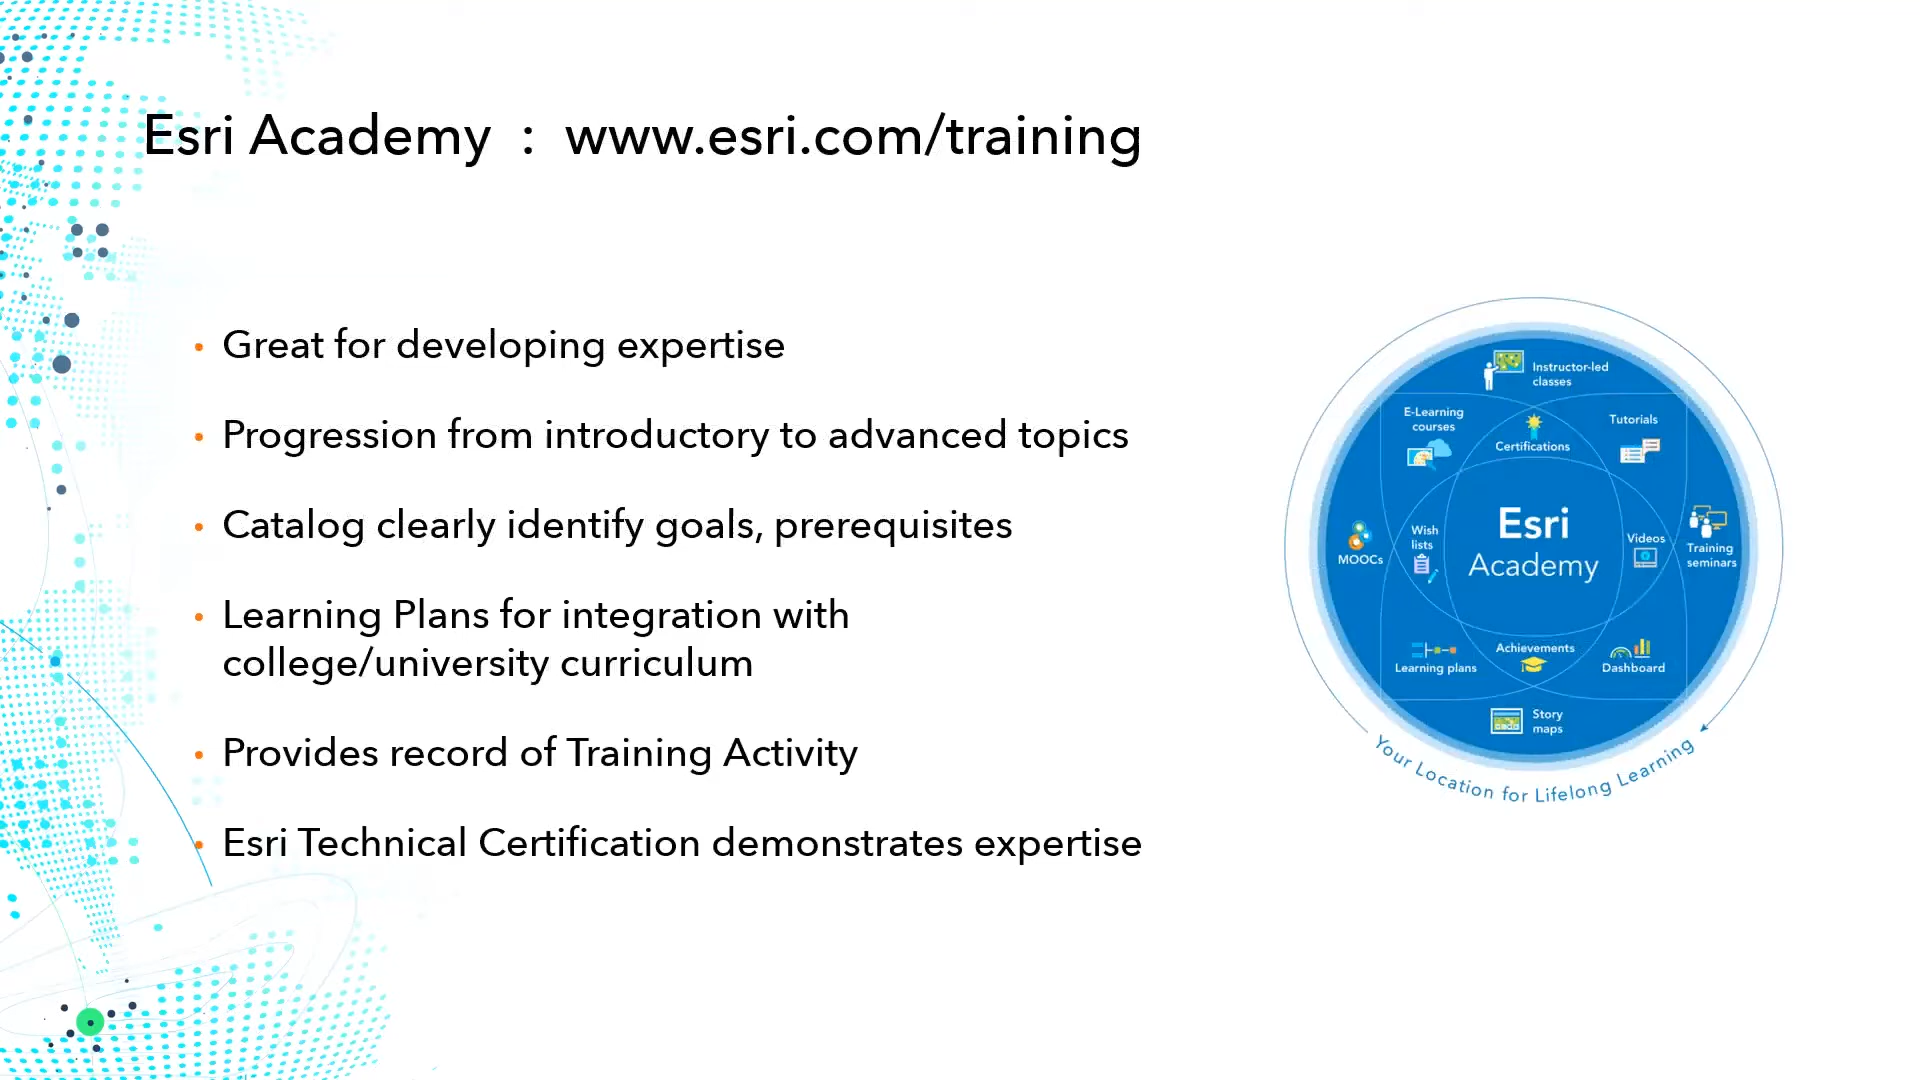 Esri Academy : www.esri.com/training
• Great for developing expertise
• Progression from introductory to advanced topics
• Catalog clearly identify goals, prerequisites
• Learning Plans for integration with
college/university curriculum
• Provides record of Training Activity
• Esri Technical Certification demonstrates expertise
Instructor-led
classes
E-Learning
courses
Certifications
Tutorials
MOOCs
Wish
lists
Esri
Academy
Videos
Training
seminars
Learning plans
Achievements
Dashboard
Story
maps
Your Location for Lifelong Learning